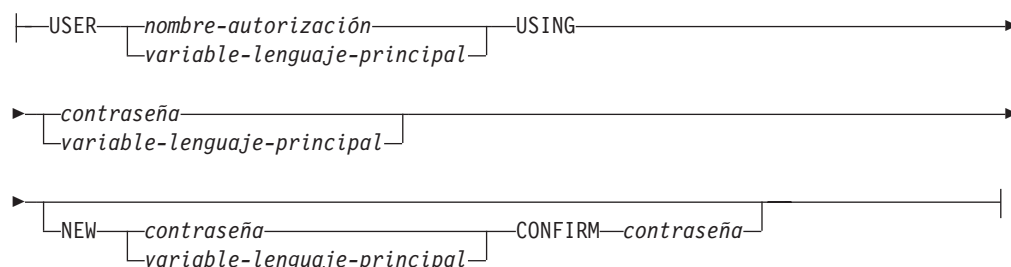 USER nombre-autorización USING
variable-lenguaje-principal
contraseña
variable-lenguaje-principal
NEW contraseña CONFIRM contraseña
variable-lenguaje-principal